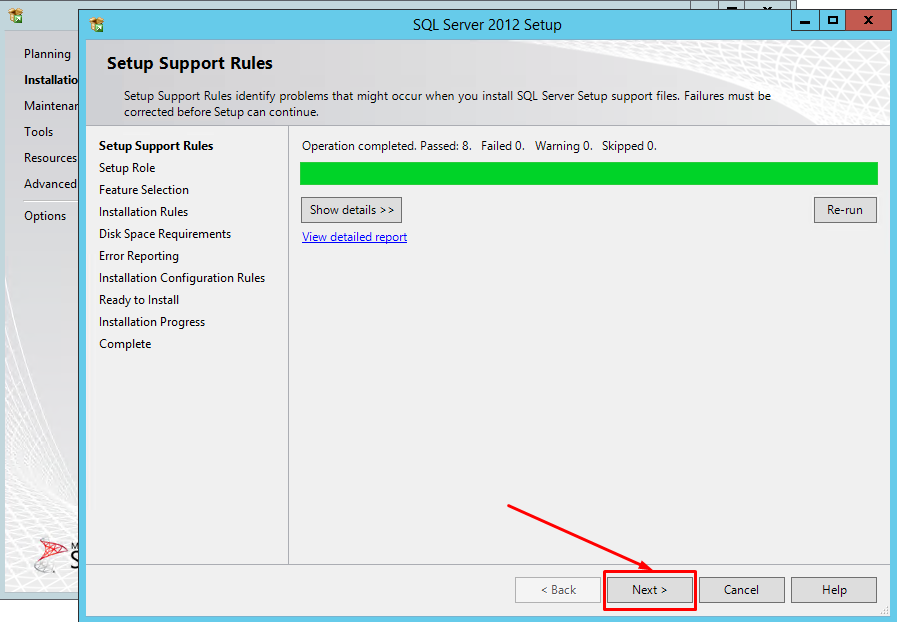 SQL Server 2012 Setup
Setup Support Rules
Setup Support Rules identify problems that might occur when you install SQL Server Setup support files. Failures must be
corrected before Setup can continue.
Planning
Installatio
Maintenan
Tools
Resources
Advanced
Options
Setup Support Rules
Setup Role
Feature Selection
Installation Rules
Disk Space Requirements
Error Reporting
Installation Configuration Rules
Ready to Install
Installation Progress
Complete
Operation completed. Passed: 8. Failed 0. Warning 0. Skipped 0.
Show details >>
Re-run
View detailed report
< Back
Next >
Cancel
Help